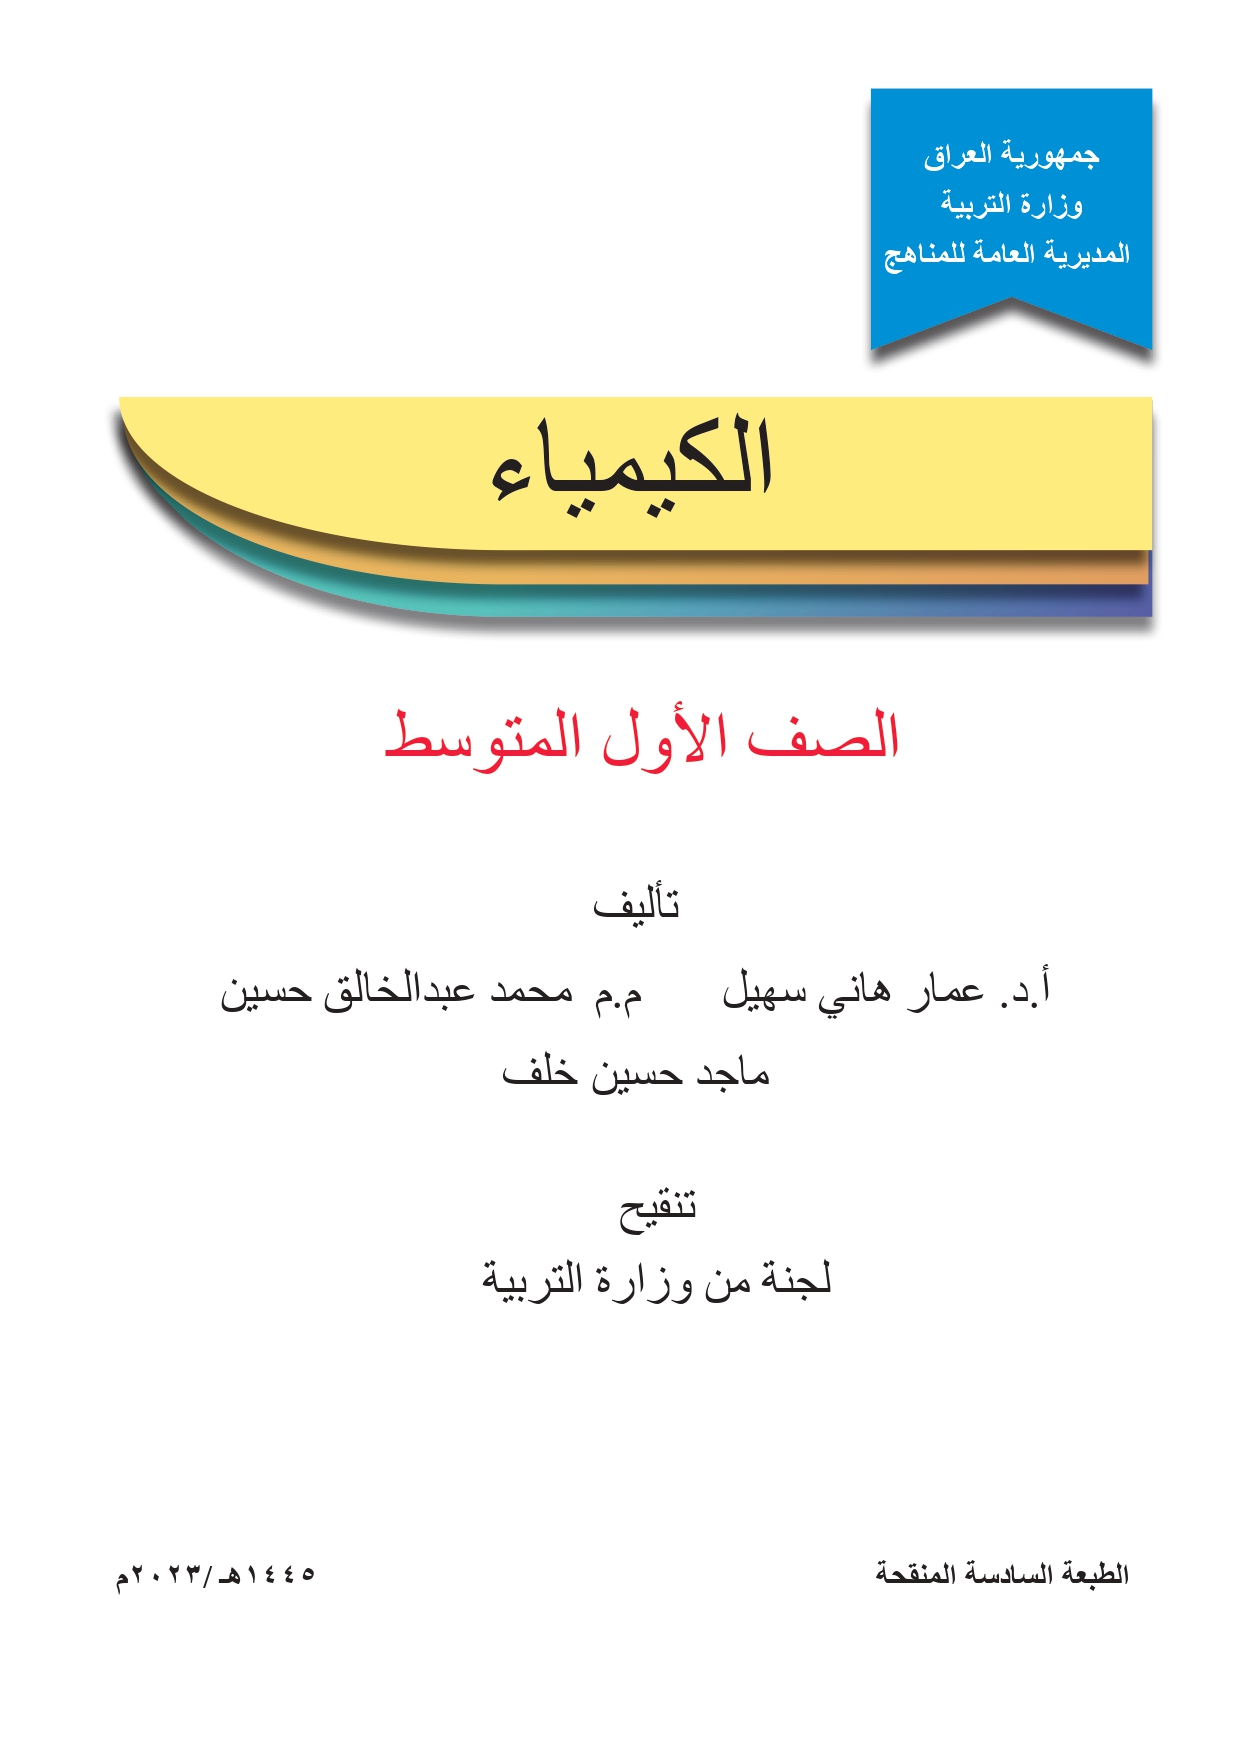 جمهورية العراق
وزارة التربية
المديرية العامة للمناهج
الكيمياء
الصف الأول المتوسط
تأليف
أ.د. عمار هاني سهيل م.م محمد عبدالخالق حسين
ماجد حسين خلف
تنقيح
لجنة من وزارة التربية
الطبعة السادسة المنقحة ١٤٤٥هـ /٢٠٢٣م